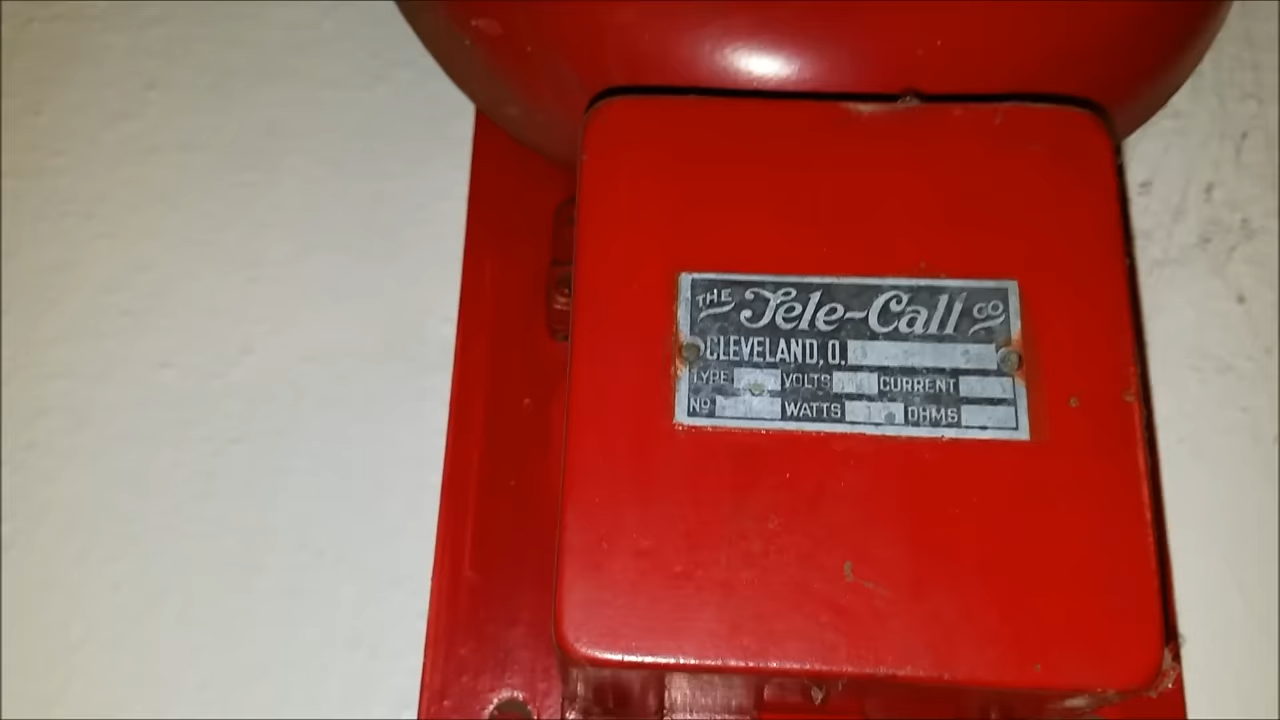 THE Tele-Call CO
CLEVELAND, O.
TYPE VOLTS CURRENT
No WATTS OHMS